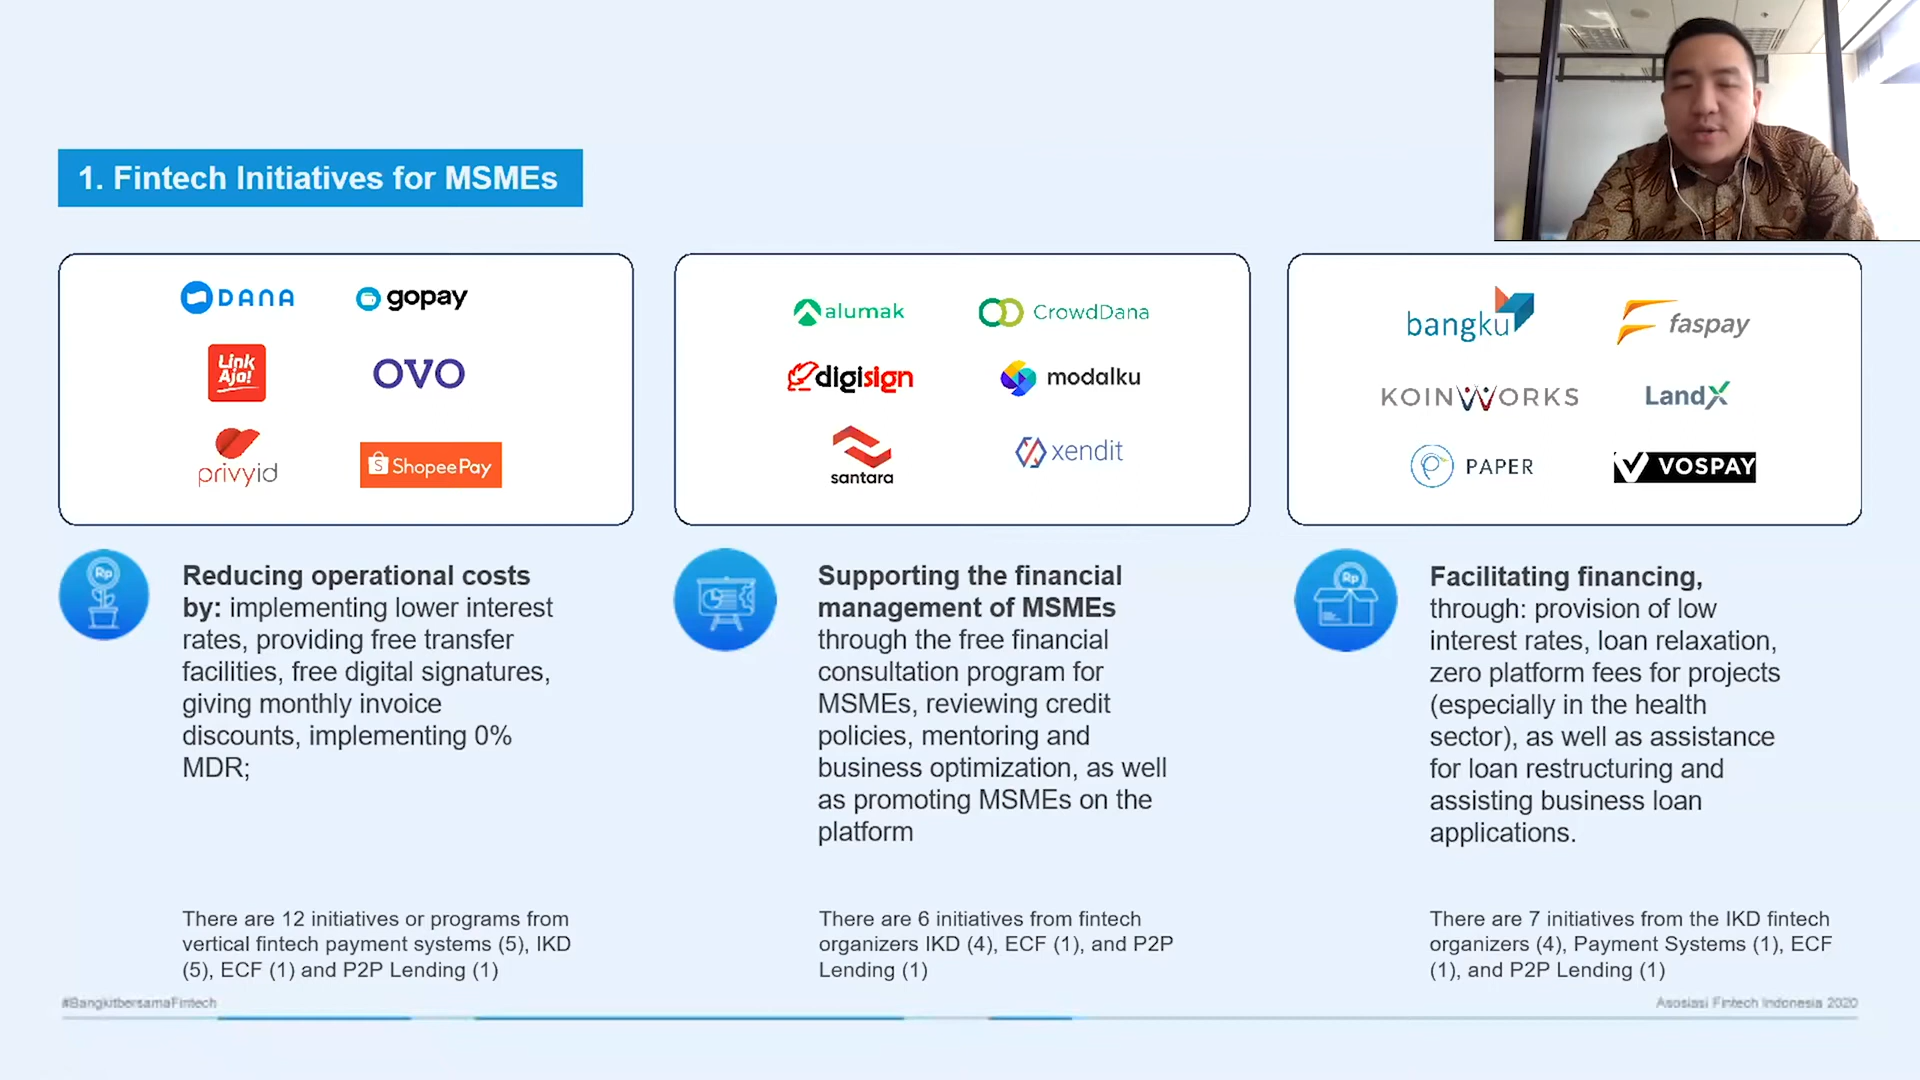 1. Fintech Initiatives for MSMEs
DANA
gopay
Link
Aja!
OVO
privyid
ShopeePay
alumak
CrowdDana
digisign
modalku
santara
xendit
bangku
faspay
KOINWORKS
LandX
PAPER
VOSPAY
Rp
Reducing operational costs
by: implementing lower interest
rates, providing free transfer
facilities, free digital signatures,
giving monthly invoice
discounts, implementing 0%
MDR;
There are 12 initiatives or programs from
vertical fintech payment systems (5), IKD
(5), ECF (1) and P2P Lending (1)
Supporting the financial
management of MSMEs
through the free financial
consultation program for
MSMEs, reviewing credit
policies, mentoring and
business optimization, as well
as promoting MSMEs on the
platform
There are 6 initiatives from fintech
organizers IKD (4), ECF (1), and P2P
Lending (1)
Rp
Facilitating financing,
through: provision of low
interest rates, loan relaxation,
zero platform fees for projects
(especially in the health
sector), as well as assistance
for loan restructuring and
assisting business loan
applications.
There are 7 initiatives from the IKD fintech
organizers (4), Payment Systems (1), ECF
(1), and P2P Lending (1)
#BangkitbersamaFintech
Asosiasi Fintech Indonesia 2020